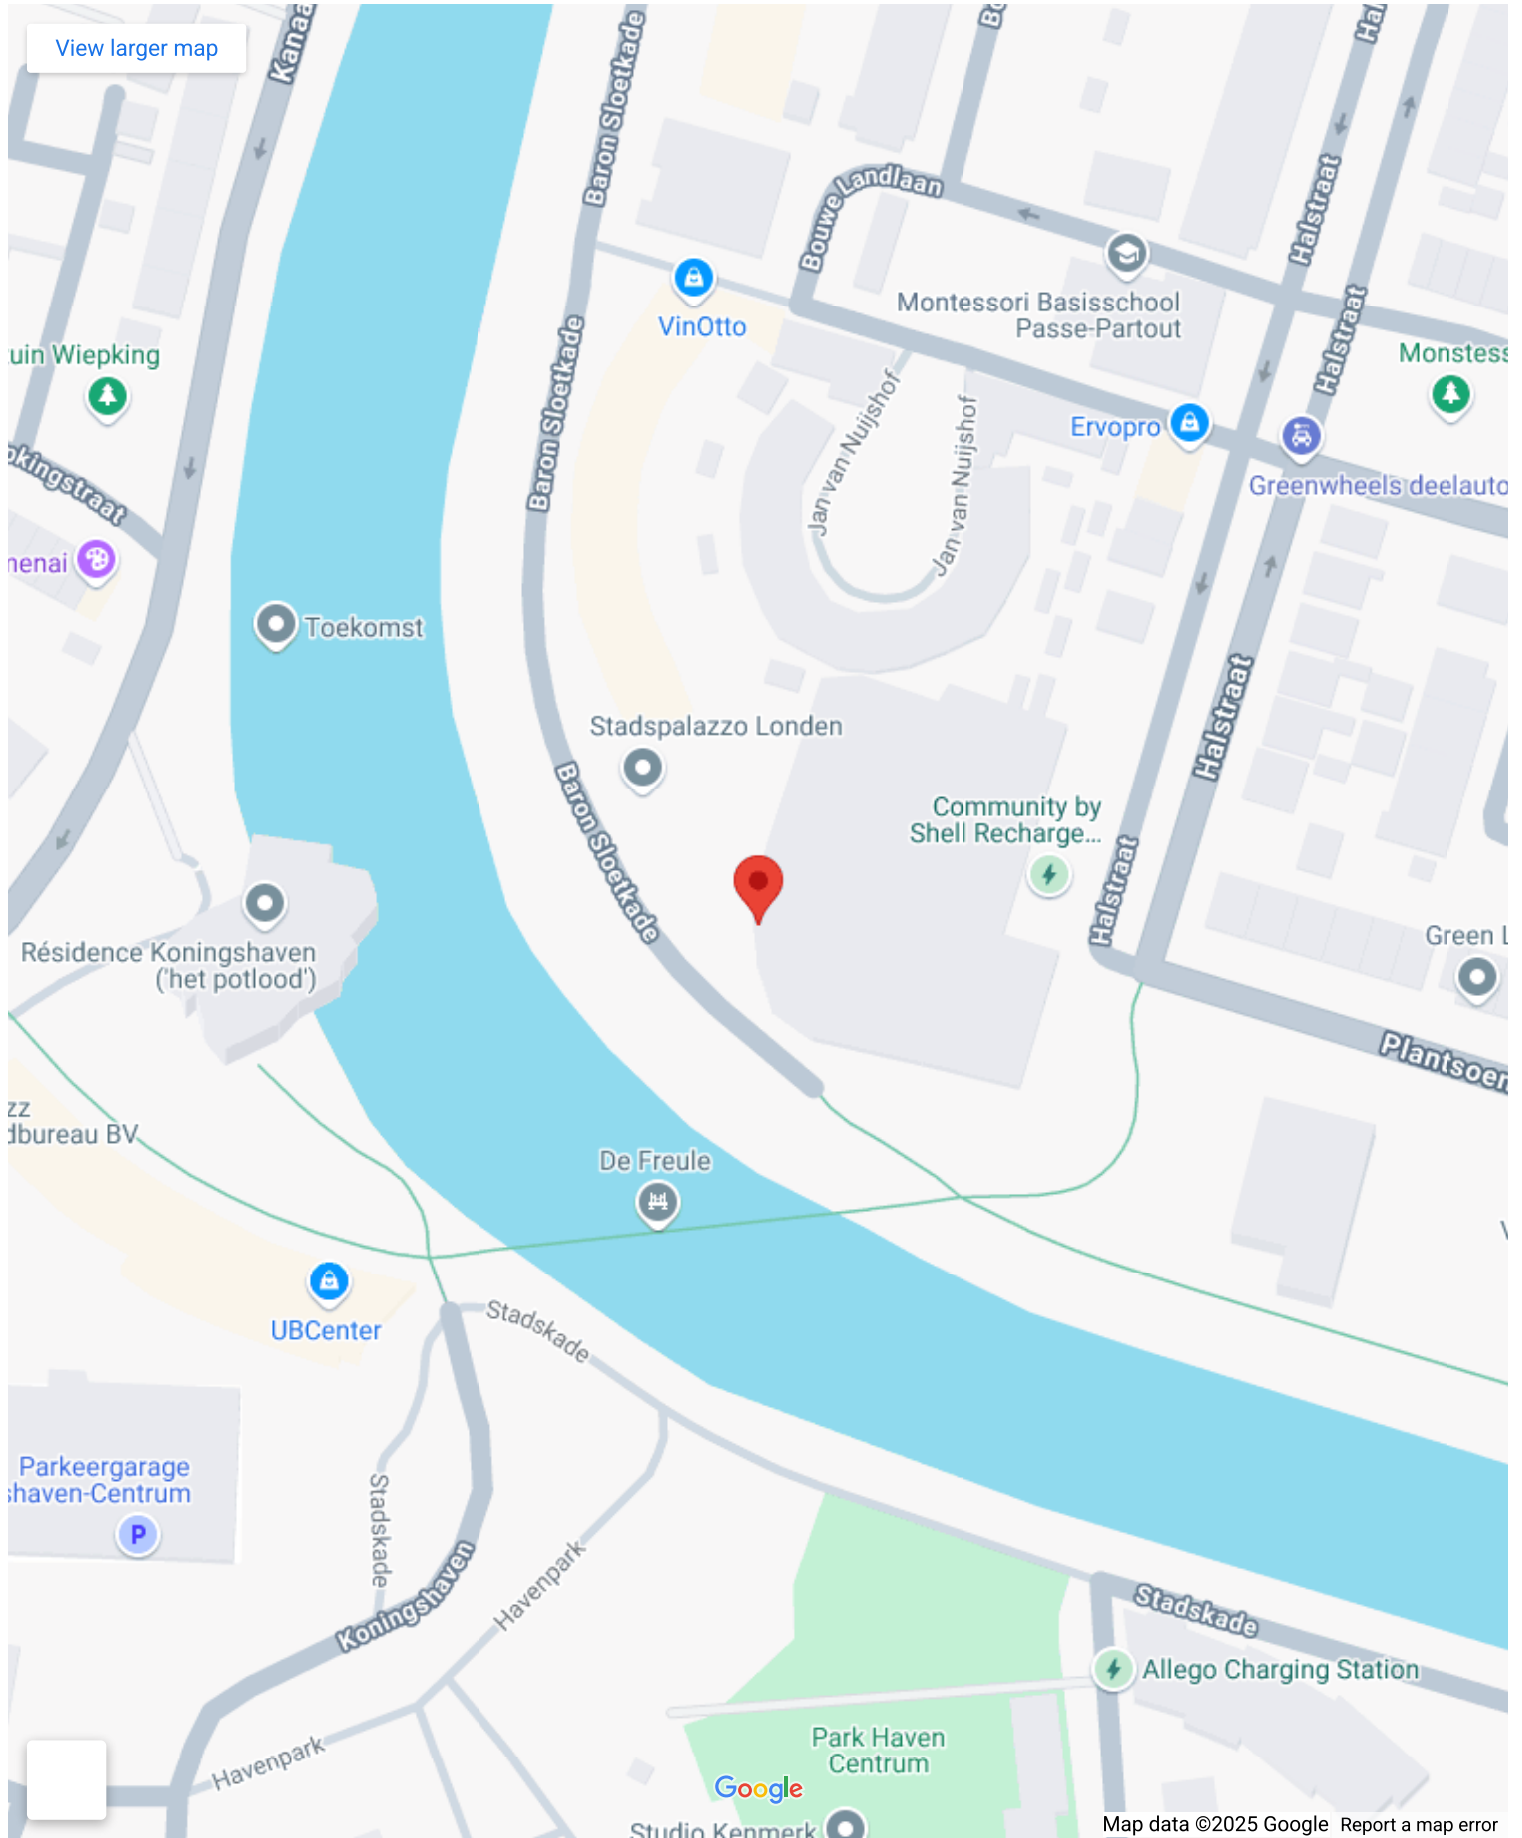 View larger map
Baron Sloetkade
Bouwe Landlaan
Halstraat
VinOtto
Montessori Basisschool
Passe-Partout
Halstraat
uin Wiepking
Monstess
Baron Sloetkade
Jan van Nuijshof
Jan van Nuijshof
Ervopro
Greenwheels deelauto
okingstraat
nenai
Toekomst
Stadspalazzo Londen
Halstraat
Baron Sloetkade
Community by
Shell Recharge...
Halstraat
Résidence Koningshaven
('het potlood')
Green L
Plantsoen
zz
dbureau BV
De Freule
UBCenter
Stadskade
Parkeergarage
shaven-Centrum
P
Stadskade
Koningshaven
Havenpark
Stadskade
Allego Charging Station
Havenpark
Park Haven
Centrum
Google
Studio Kenmerk
Map data ©2025 Google
Report a map error